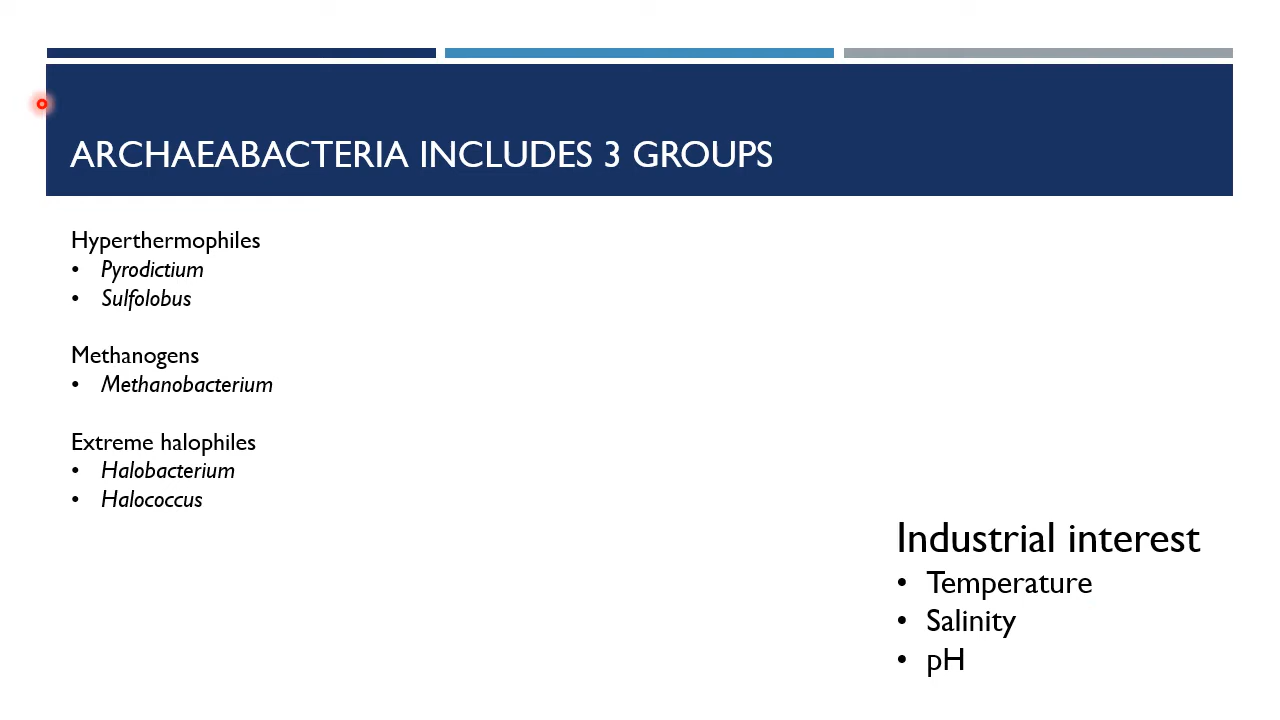 ARCHAEABACTERIA INCLUDES 3 GROUPS
Hyperthermophiles
• Pyrodictium
• Sulfolobus
Methanogens
• Methanobacterium
Extreme halophiles
• Halobacterium
• Halococcus
Industrial interest
• Temperature
• Salinity
• pH